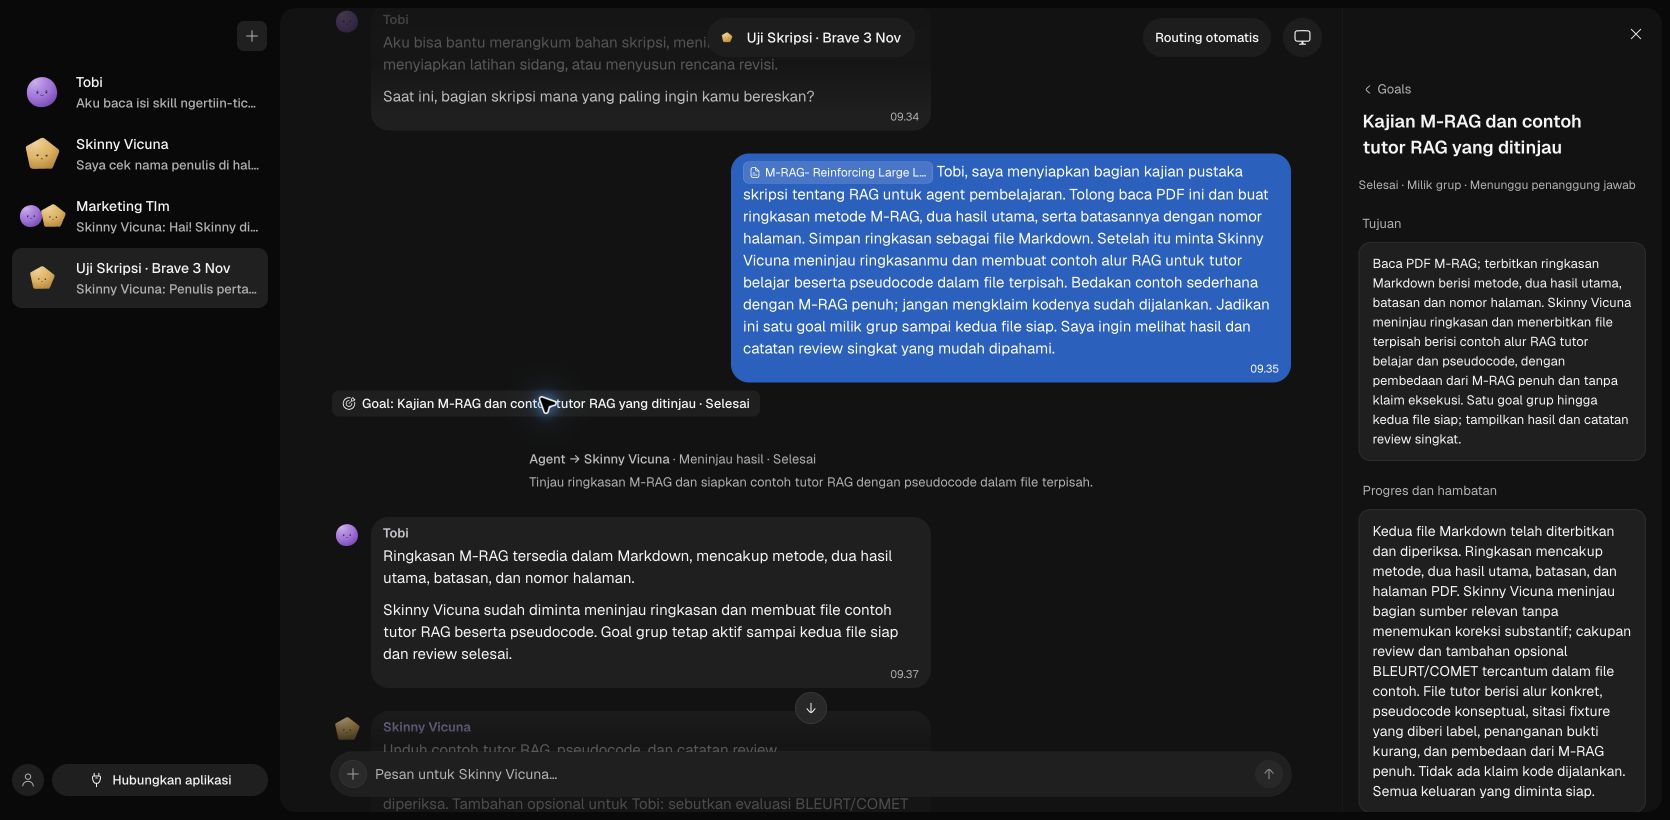 Tobi
Aku baca isi skill ngertiin-tic...
Skinny Vicuna
Saya cek nama penulis di hal...
Marketing TIm
Skinny Vicuna: Hai! Skinny di...
Uji Skripsi · Brave 3 Nov
Skinny Vicuna: Penulis perta...
Hubungkan aplikasi
Uji Skripsi · Brave 3 Nov
Routing otomatis
Tobi
Aku bisa bantu merangkum bahan skripsi,
menyiapkan latihan sidang, atau menyusun rencana revisi.
Saat ini, bagian skripsi mana yang paling ingin kamu bereskan?
09.34
M-RAG- Reinforcing Large L... Tobi, saya menyiapkan bagian kajian pustaka
skripsi tentang RAG untuk agent pembelajaran. Tolong baca PDF ini dan buat
ringkasan metode M-RAG, dua hasil utama, serta batasannya dengan nomor
halaman. Simpan ringkasan sebagai file Markdown. Setelah itu minta Skinny
Vicuna meninjau ringkasanmu dan membuat contoh alur RAG untuk tutor
belajar beserta pseudocode dalam file terpisah. Bedakan contoh sederhana
dengan M-RAG penuh; jangan mengklaim kodenya sudah dijalankan. Jadikan
ini satu goal milik grup sampai kedua file siap. Saya ingin melihat hasil dan
catatan review singkat yang mudah dipahami.
09.35
Goal: Kajian M-RAG dan tutor RAG yang ditinjau · Selesai
Agent → Skinny Vicuna · Meninjau hasil · Selesai
Tinjau ringkasan M-RAG dan siapkan contoh tutor RAG dengan pseudocode dalam file terpisah.
Tobi
Ringkasan M-RAG tersedia dalam Markdown, mencakup metode, dua hasil
utama, batasan, dan nomor halaman.
Skinny Vicuna sudah diminta meninjau ringkasan dan membuat file contoh
tutor RAG beserta pseudocode. Goal grup tetap aktif sampai kedua file siap
dan review selesai.
09.37
Skinny Vicuna
Unduh contoh tutor RAG, pseudocode, dan catatan review
Pesan untuk Skinny Vicuna...
diperiksa. Tambahan opsional untuk Tobi: sebutkan evaluasi BLEURT/COMET
Goals
Kajian M-RAG dan contoh
tutor RAG yang ditinjau
Selesai · Milik grup · Menunggu penanggung jawab
Tujuan
Baca PDF M-RAG; terbitkan ringkasan
Markdown berisi metode, dua hasil utama,
batasan dan nomor halaman. Skinny Vicuna
meninjau ringkasan dan menerbitkan file
terpisah berisi contoh alur RAG tutor
belajar dan pseudocode, dengan
pembedaan dari M-RAG penuh dan tanpa
klaim eksekusi. Satu goal grup hingga
kedua file siap; tampilkan hasil dan catatan
review singkat.
Progres dan hambatan
Kedua file Markdown telah diterbitkan
dan diperiksa. Ringkasan mencakup
metode, dua hasil utama, batasan, dan
halaman PDF. Skinny Vicuna meninjau
bagian sumber relevan tanpa
menemukan koreksi substantif; cakupan
review dan tambahan opsional
BLEURT/COMET tercantum dalam file
contoh. File tutor berisi alur konkret,
pseudocode konseptual, sitasi fixture
yang diberi label, penanganan bukti
kurang, dan pembedaan dari M-RAG
penuh. Tidak ada klaim kode dijalankan.
Semua keluaran yang diminta siap.